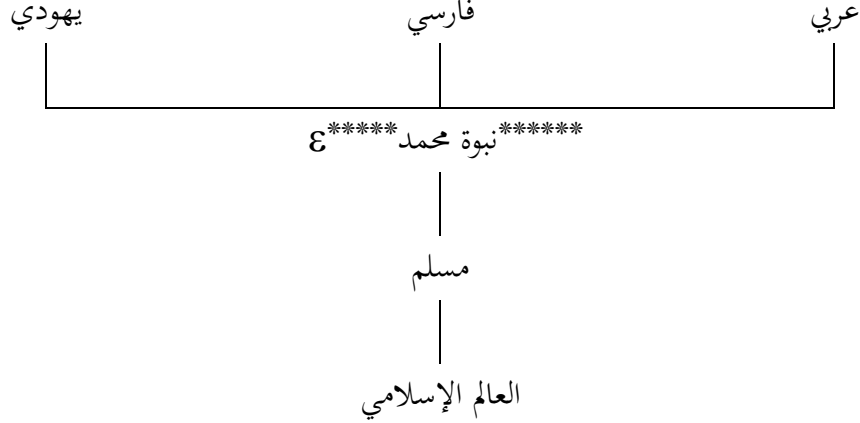 عربي فارسي يهودي
******نبوة محمد*****ε
مسلم
العالم الإسلامي